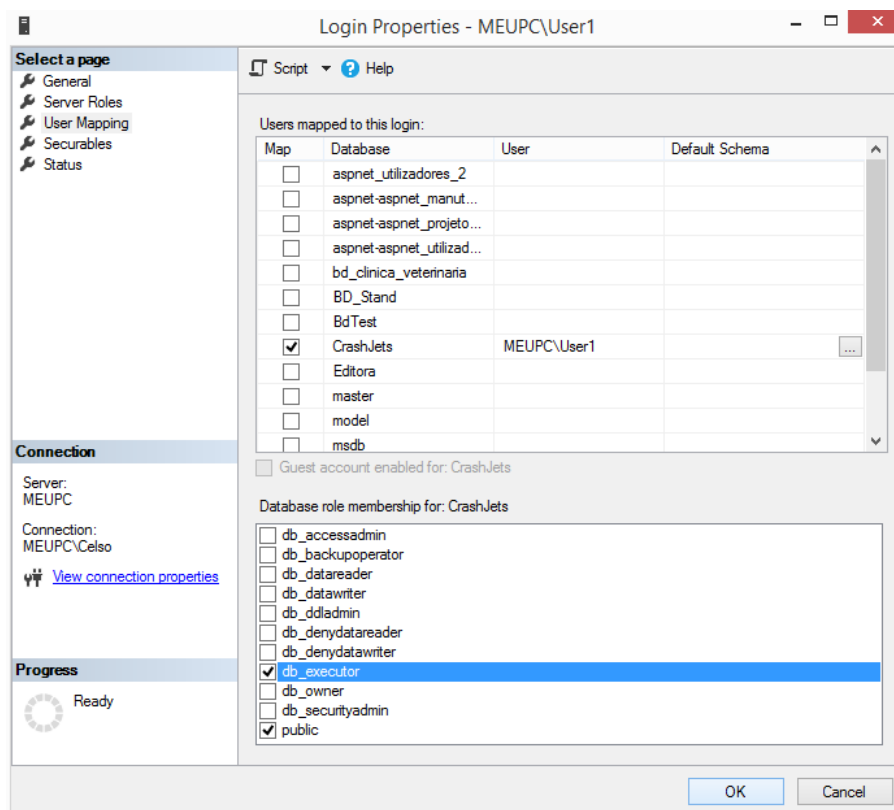 Login Properties - MEUPC\User1
Select a page
General
Server Roles
User Mapping
Securables
Status
Script
Help
Users mapped to this login:
Map Database User Default Schema
aspnet_utilizadores_2
aspnet-aspnet_manut...
aspnet-aspnet_projeto...
aspnet-aspnet_utilizad...
bd_clinica_veterinaria
BD_Stand
BdTest
CrashJets MEUPC\User1 ...
Editora
master
model
msdb
Guest account enabled for: CrashJets
Database role membership for: CrashJets
db_accessadmin
db_backupoperator
db_datareader
db_datawriter
db_ddladmin
db_denydatareader
db_denydatawriter
db_executor
db_owner
db_securityadmin
public
Connection
Server:
MEUPC
Connection:
MEUPC\Celso
View connection properties
Progress
Ready
OK
Cancel